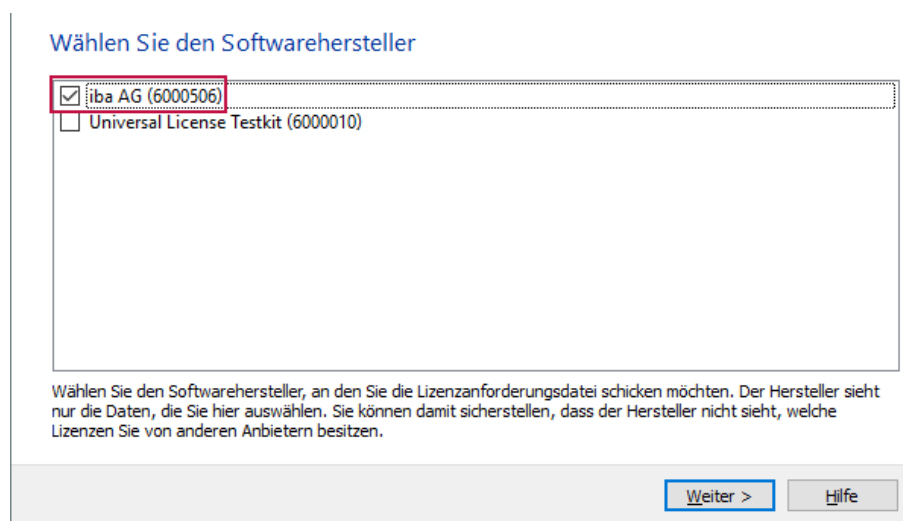 Wählen Sie den Softwarehersteller
iba AG (6000506)
Universal License Testkit (6000010)
Wählen Sie den Softwarehersteller, an den Sie die Lizenzanforderungsdatei schicken möchten. Der Hersteller sieht
nur die Daten, die Sie hier auswählen. Sie können damit sicherstellen, dass der Hersteller nicht sieht, welche
Lizenzen Sie von anderen Anbietern besitzen.
Weiter > Hilfe